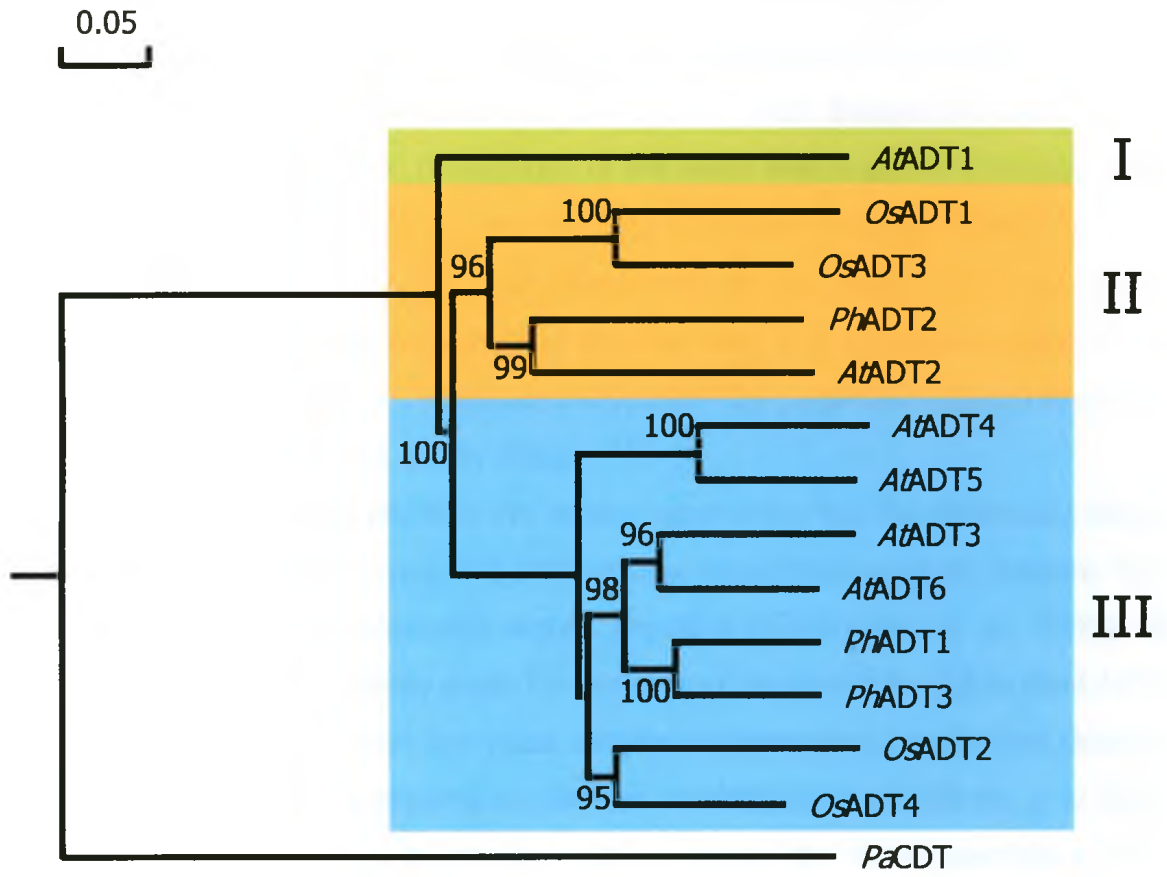 0.05
I
AtADT1
100
OsADT1
OsADT3
96
II
PhADT2
99
AtADT2
100
AtADT4
100
AtADT5
96
AtADT3
98
AtADT6
III
PhADT1
100
PhADT3
OsADT2
95
OsADT4
PaCDT